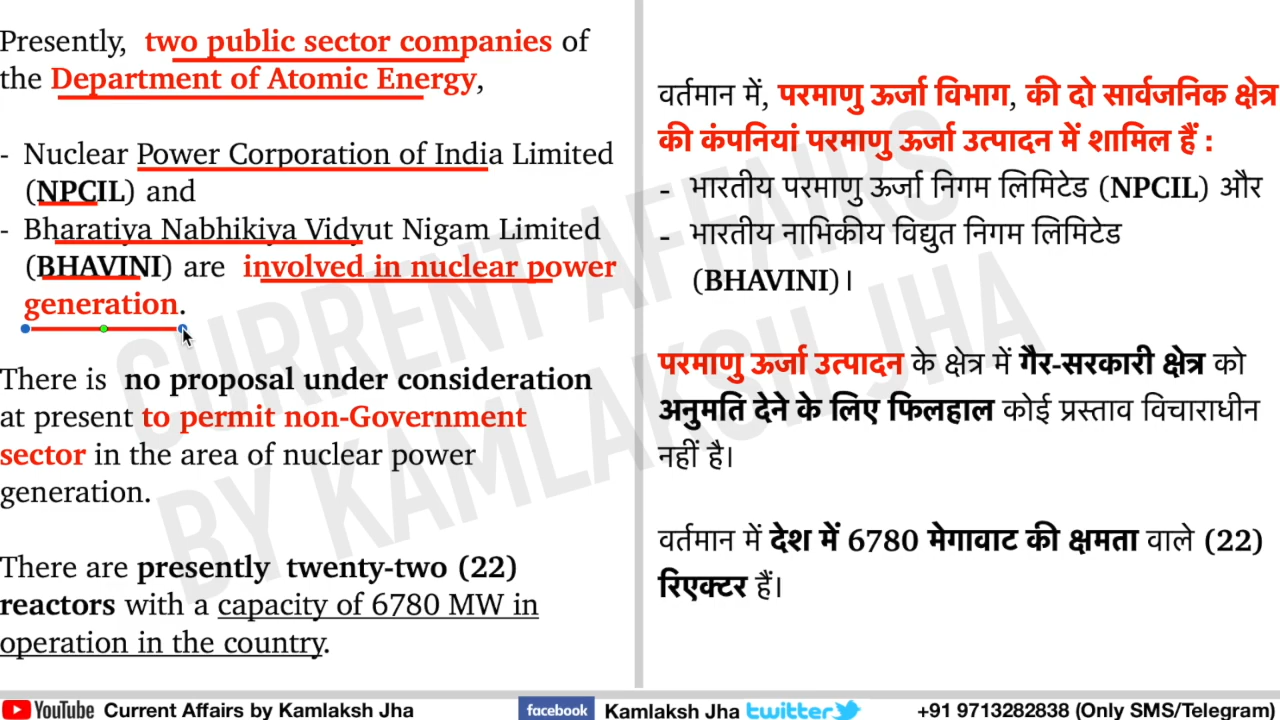 Presently, two public sector companies of
the Department of Atomic Energy,
- Nuclear Power Corporation of India Limited
(NPCIL) and
- Bharatiya Nabhikiya Vidyut Nigam Limited
(BHAVINI) are involved in nuclear power
generation.
There is no proposal under consideration
at present to permit non-Government
sector in the area of nuclear power
generation.
There are presently twenty-two (22)
reactors with a capacity of 6780 MW in
operation in the country.
वर्तमान में, परमाणु ऊर्जा विभाग, की दो सार्वजनिक क्षेत्र
की कंपनियां परमाणु ऊर्जा उत्पादन में शामिल हैं :
- भारतीय परमाणु ऊर्जा निगम लिमिटेड (NPCIL) और
- भारतीय नाभिकीय विद्युत निगम लिमिटेड
(BHAVINI)।
परमाणु ऊर्जा उत्पादन के क्षेत्र में गैर-सरकारी क्षेत्र को
अनुमति देने के लिए फिलहाल कोई प्रस्ताव विचाराधीन
नहीं है।
वर्तमान में देश में 6780 मेगावाट की क्षमता वाले (22)
रिएक्टर हैं।
CURRENT AFFAIRS
BY KAMLAKSH JHA
YouTube Current Affairs by Kamlaksh Jha facebook Kamlaksh Jha twitter +91 9713282838 (Only SMS/Telegram)